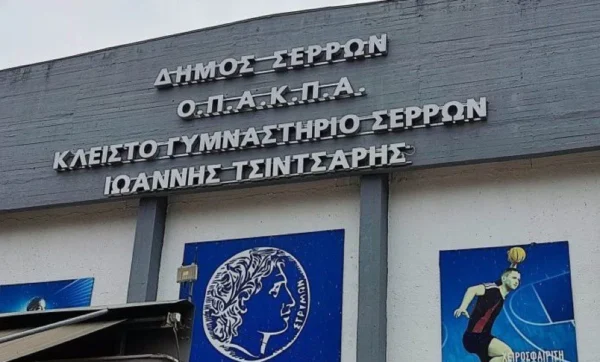 ΔΗΜΟΣ ΣΕΡΡΩΝ
Ο.Π.Α.Κ.Π.Α.
ΚΛΕΙΣΤΟ ΓΥΜΝΑΣΤΗΡΙΟ ΣΕΡΡΩΝ
ΙΩΑΝΝΗΣ ΤΣΙΝΤΣΑΡΗΣ
ΣΤΡΥΜΩΝ
ΧΕΙΡΟΣΦΑΙΡΙΣΗ